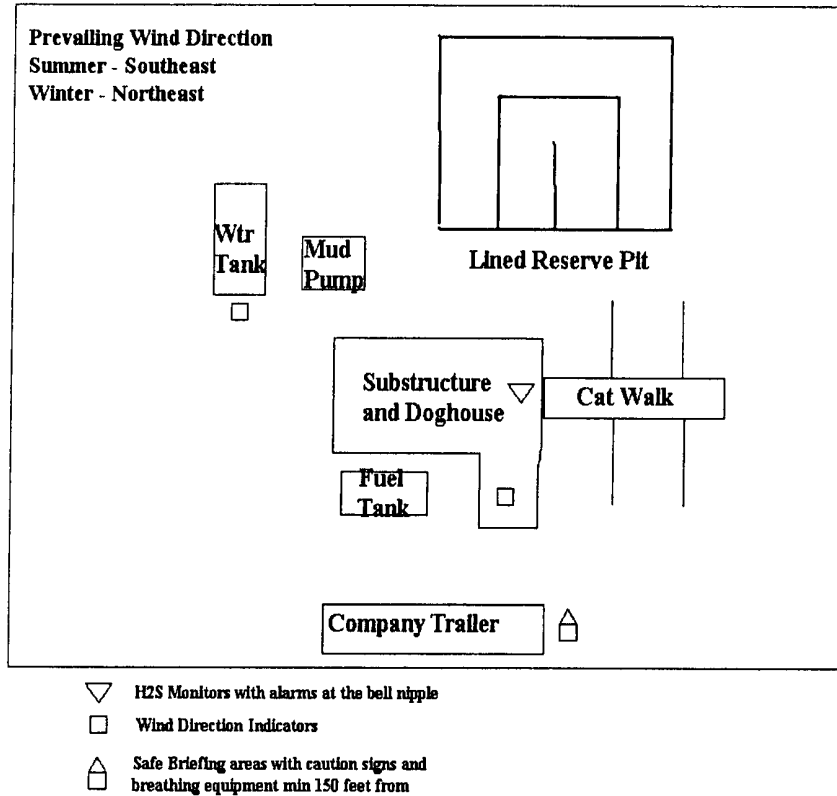 Prevailing Wind Direction
Summer - Southeast
Winter - Northeast
Wtr
Tank
Mud
Pump
Lined Reserve Pit
Substructure
and Doghouse
Cat Walk
Fuel
Tank
Company Trailer
H2S Monitors with alarms at the bell nipple
Wind Direction Indicators
Safe Briefing areas with caution signs and
breathing equipment min 150 feet from